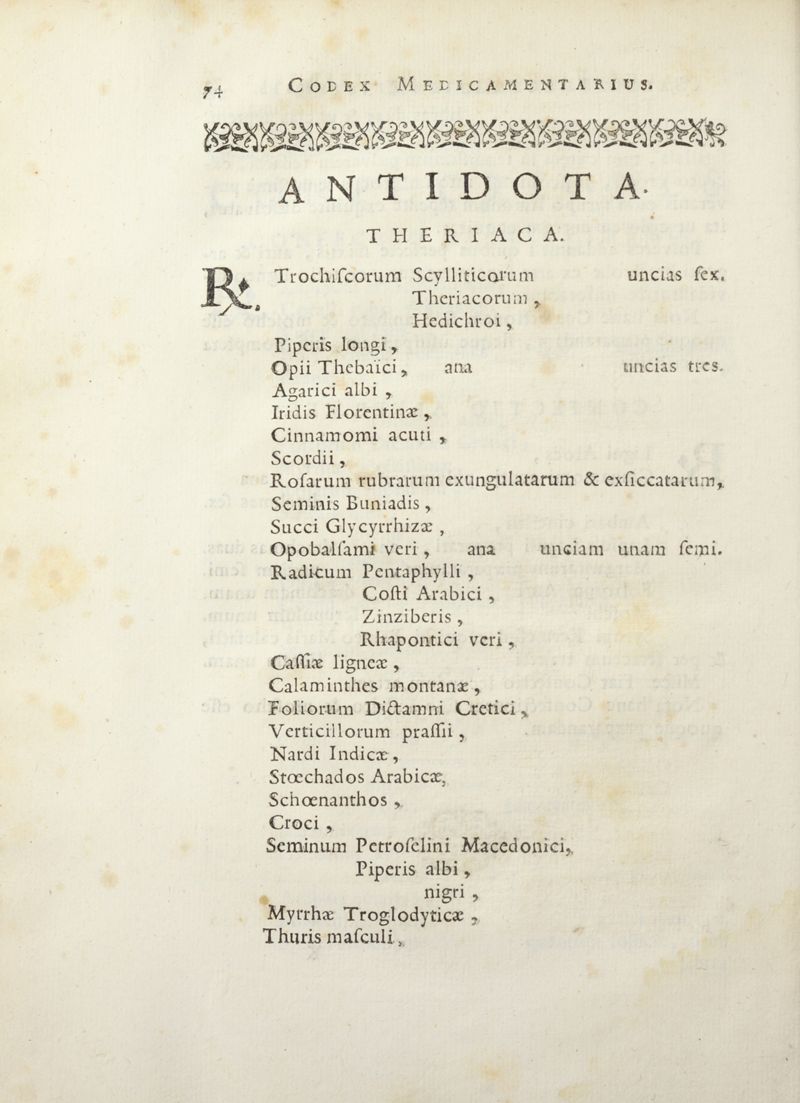 74 CODEX MEDICAMENTARIUS.
ANTIDOTA.
THERIACA.
℞. Trochiſcorum Scylliticorum uncias ſex.
Theriacorum,
Hedichroi,
Piperis longi,
Opii Thebaïci, ana uncias tres.
Agarici albi,
Iridis Florentinæ,
Cinnamomi acuti,
Scordii,
Roſarum rubrarum exungulatarum & exſiccatarum,
Seminis Buniadis,
Succi Glycyrrhizæ,
Opobalſami veri, ana unciam unam ſemi.
Radicum Pentaphylli,
Coſti Arabici,
Zinziberis,
Rhapontici veri,
Caſſiæ ligneæ,
Calaminthes montanæ,
Foliorum Dictamni Cretici,
Verticillorum praſſii,
Nardi Indicæ,
Stœchados Arabicæ,
Schœnanthos,
Croci,
Seminum Petroſelini Macedonici,
Piperis albi,
nigri,
Myrrhæ Troglodyticæ,
Thuris maſculi,